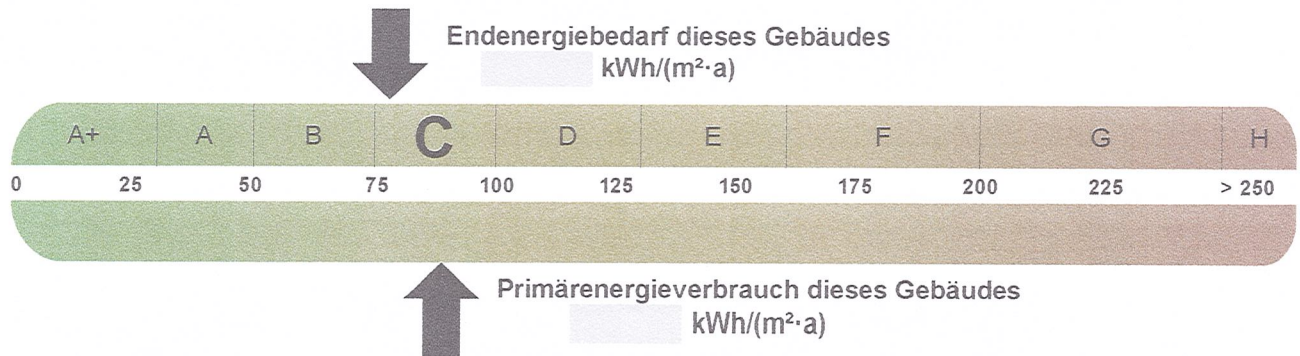 Endenergiebedarf dieses Gebäudes
kWh/(m²·a)
A+ A B C D E F G H
0 25 50 75 100 125 150 175 200 225 > 250
Primärenergieverbrauch dieses Gebäudes
kWh/(m²·a)